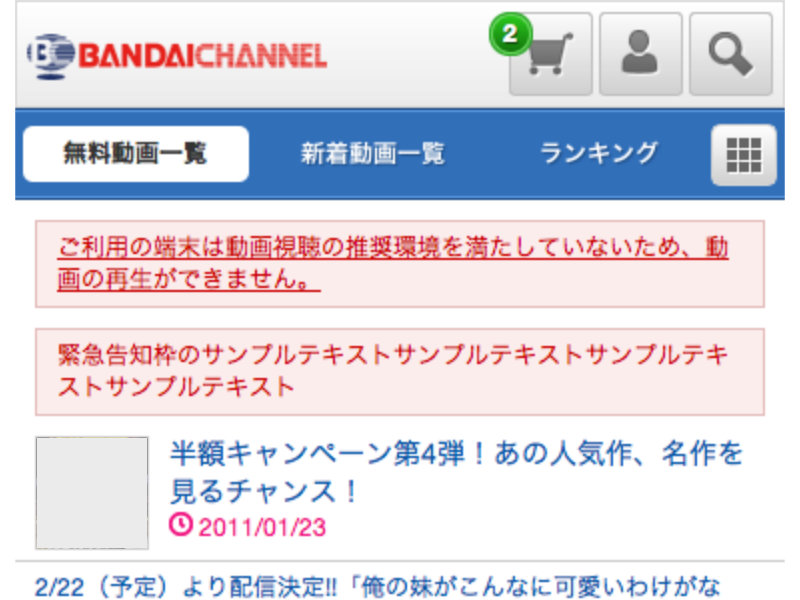 BANDAI CHANNEL
2
無料動画一覧
新着動画一覧
ランキング
ご利用の端末は動画視聴の推奨環境を満たしていないため、動
画の再生ができません。
緊急告知枠のサンプルテキストサンプルテキストサンプルテキ
ストサンプルテキスト
半額キャンペーン第4弾！あの人気作、名作を
見るチャンス！
2011/01/23
2/22（予定）より配信決定!!「俺の妹がこんなに可愛いわけがな